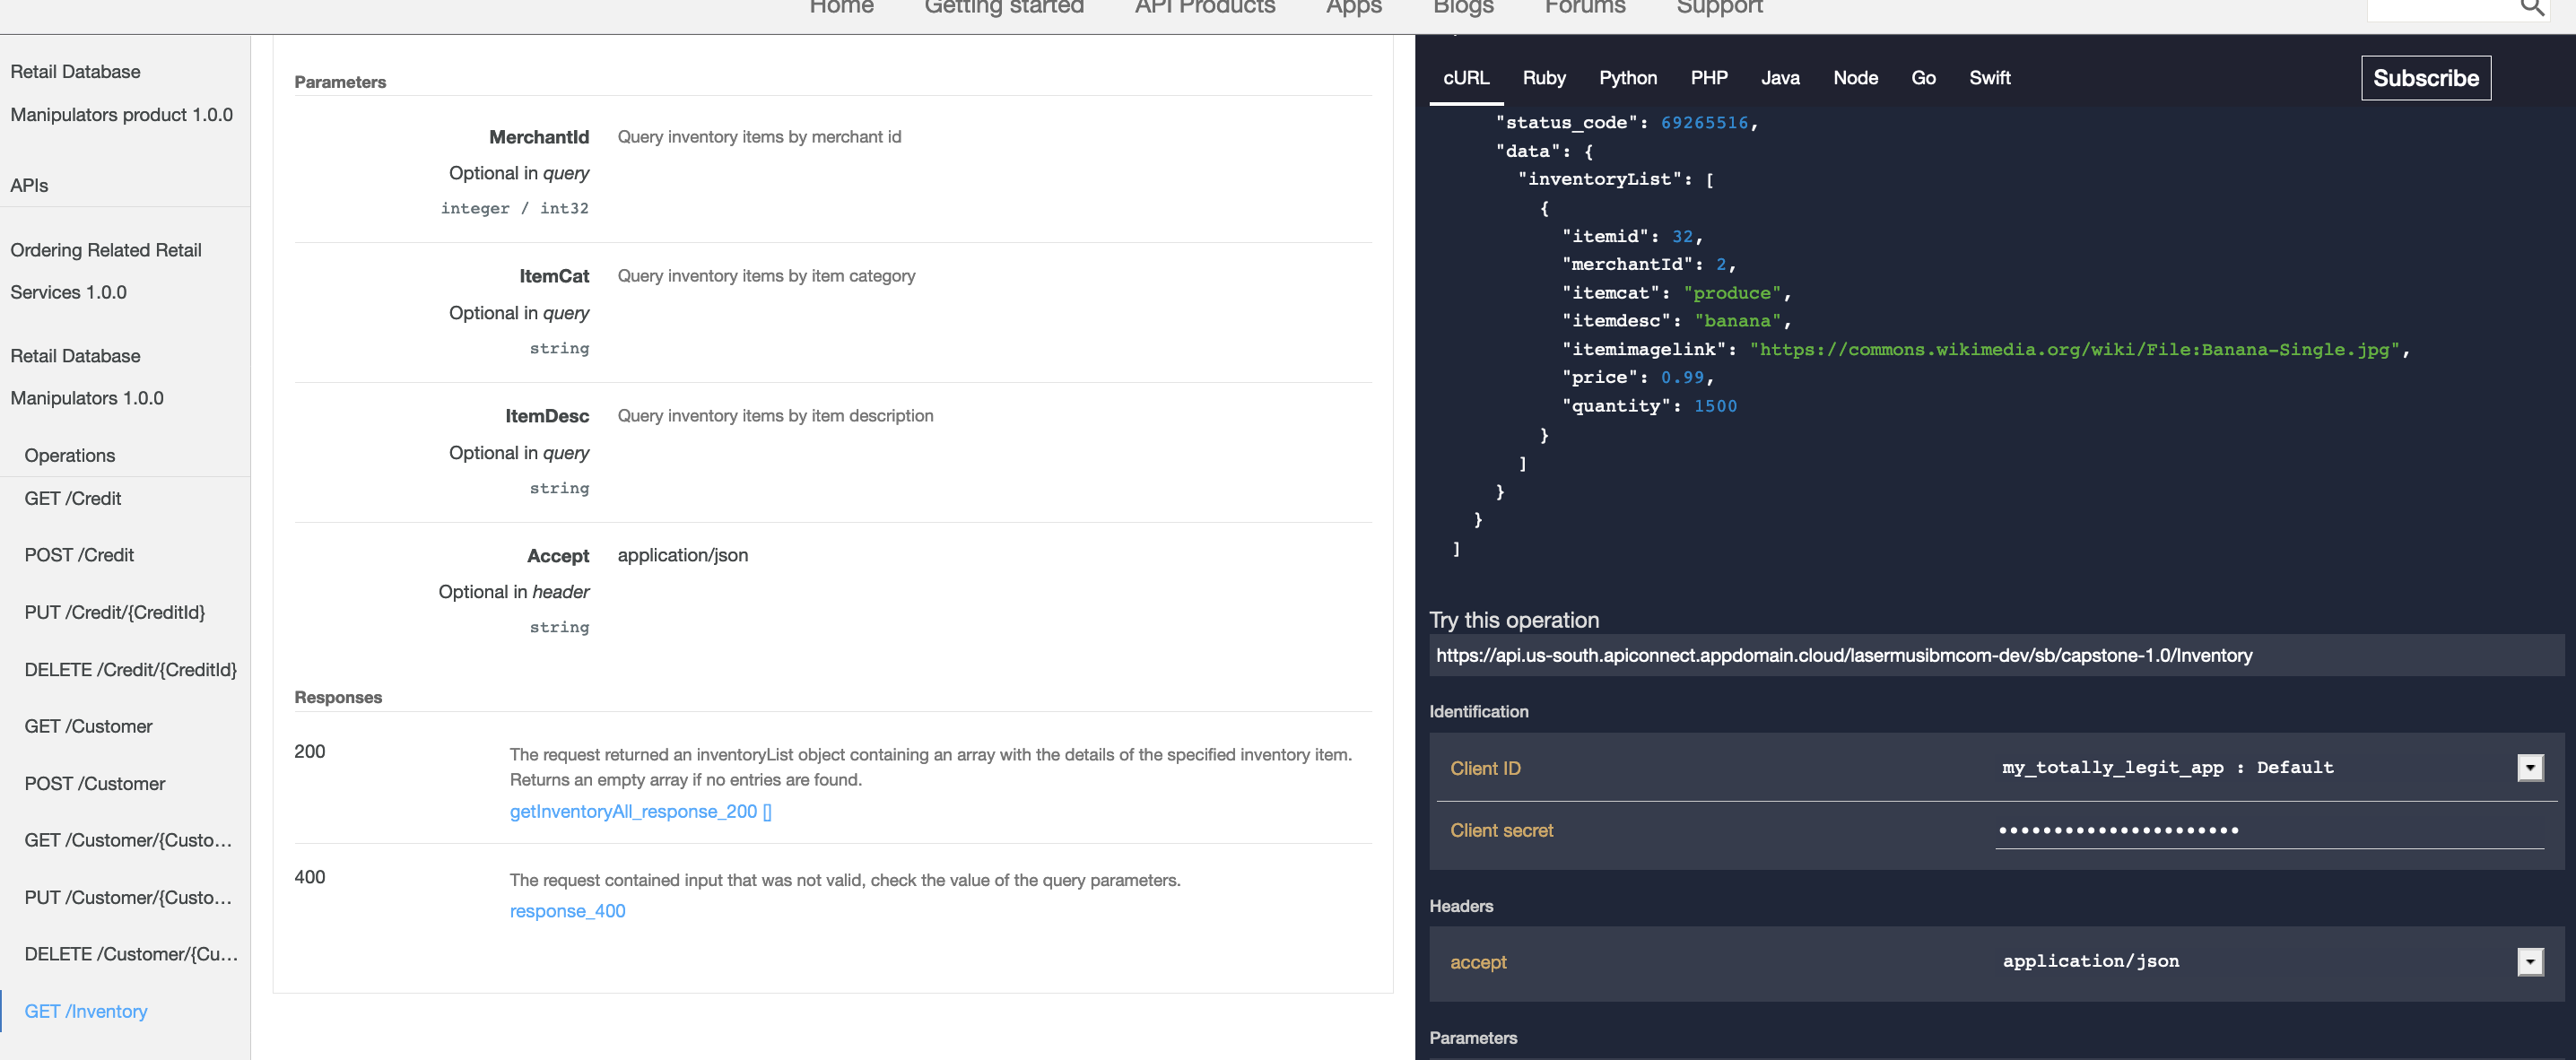 Home Getting started API Products Apps Blogs Forums Support
Retail Database
Manipulators product 1.0.0
APIs
Ordering Related Retail
Services 1.0.0
Retail Database
Manipulators 1.0.0
Operations
GET /Credit
POST /Credit
PUT /Credit/{CreditId}
DELETE /Credit/{CreditId}
GET /Customer
POST /Customer
GET /Customer/{Custo...
PUT /Customer/{Custo...
DELETE /Customer/{Cu...
GET /Inventory
Parameters
MerchantId Query inventory items by merchant id
Optional in query
integer / int32
ItemCat Query inventory items by item category
Optional in query
string
ItemDesc Query inventory items by item description
Optional in query
string
Accept application/json
Optional in header
string
Responses
200 The request returned an inventoryList object containing an array with the details of the specified inventory item.
Returns an empty array if no entries are found.
getInventoryAll_response_200 []
400 The request contained input that was not valid, check the value of the query parameters.
response_400
cURL Ruby Python PHP Java Node Go Swift Subscribe
"status_code": 69265516,
"data": {
"inventoryList": [
{
"itemid": 32,
"merchantId": 2,
"itemcat": "produce",
"itemdesc": "banana",
"itemimagelink": "https://commons.wikimedia.org/wiki/File:Banana-Single.jpg",
"price": 0.99,
"quantity": 1500
}
]
}
}
]
Try this operation
https://api.us-south.apiconnect.appdomain.cloud/lasermusibmcom-dev/sb/capstone-1.0/Inventory
Identification
Client ID my_totally_legit_app : Default
Client secret ••••••••••••••••••••••
Headers
accept application/json
Parameters